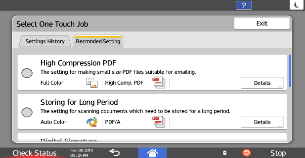 Select One Touch Job
Exit
Settings History
Recommended Setting
High Compression PDF
The setting for making small size PDF files suitable for emailing.
Full Color
High Comp. PDF
Details
Storing for Long Period
The setting for scanning documents which need to be stored for a long period.
Auto Color
PDF/A
Details
Digital Signature
Check Status
Stop